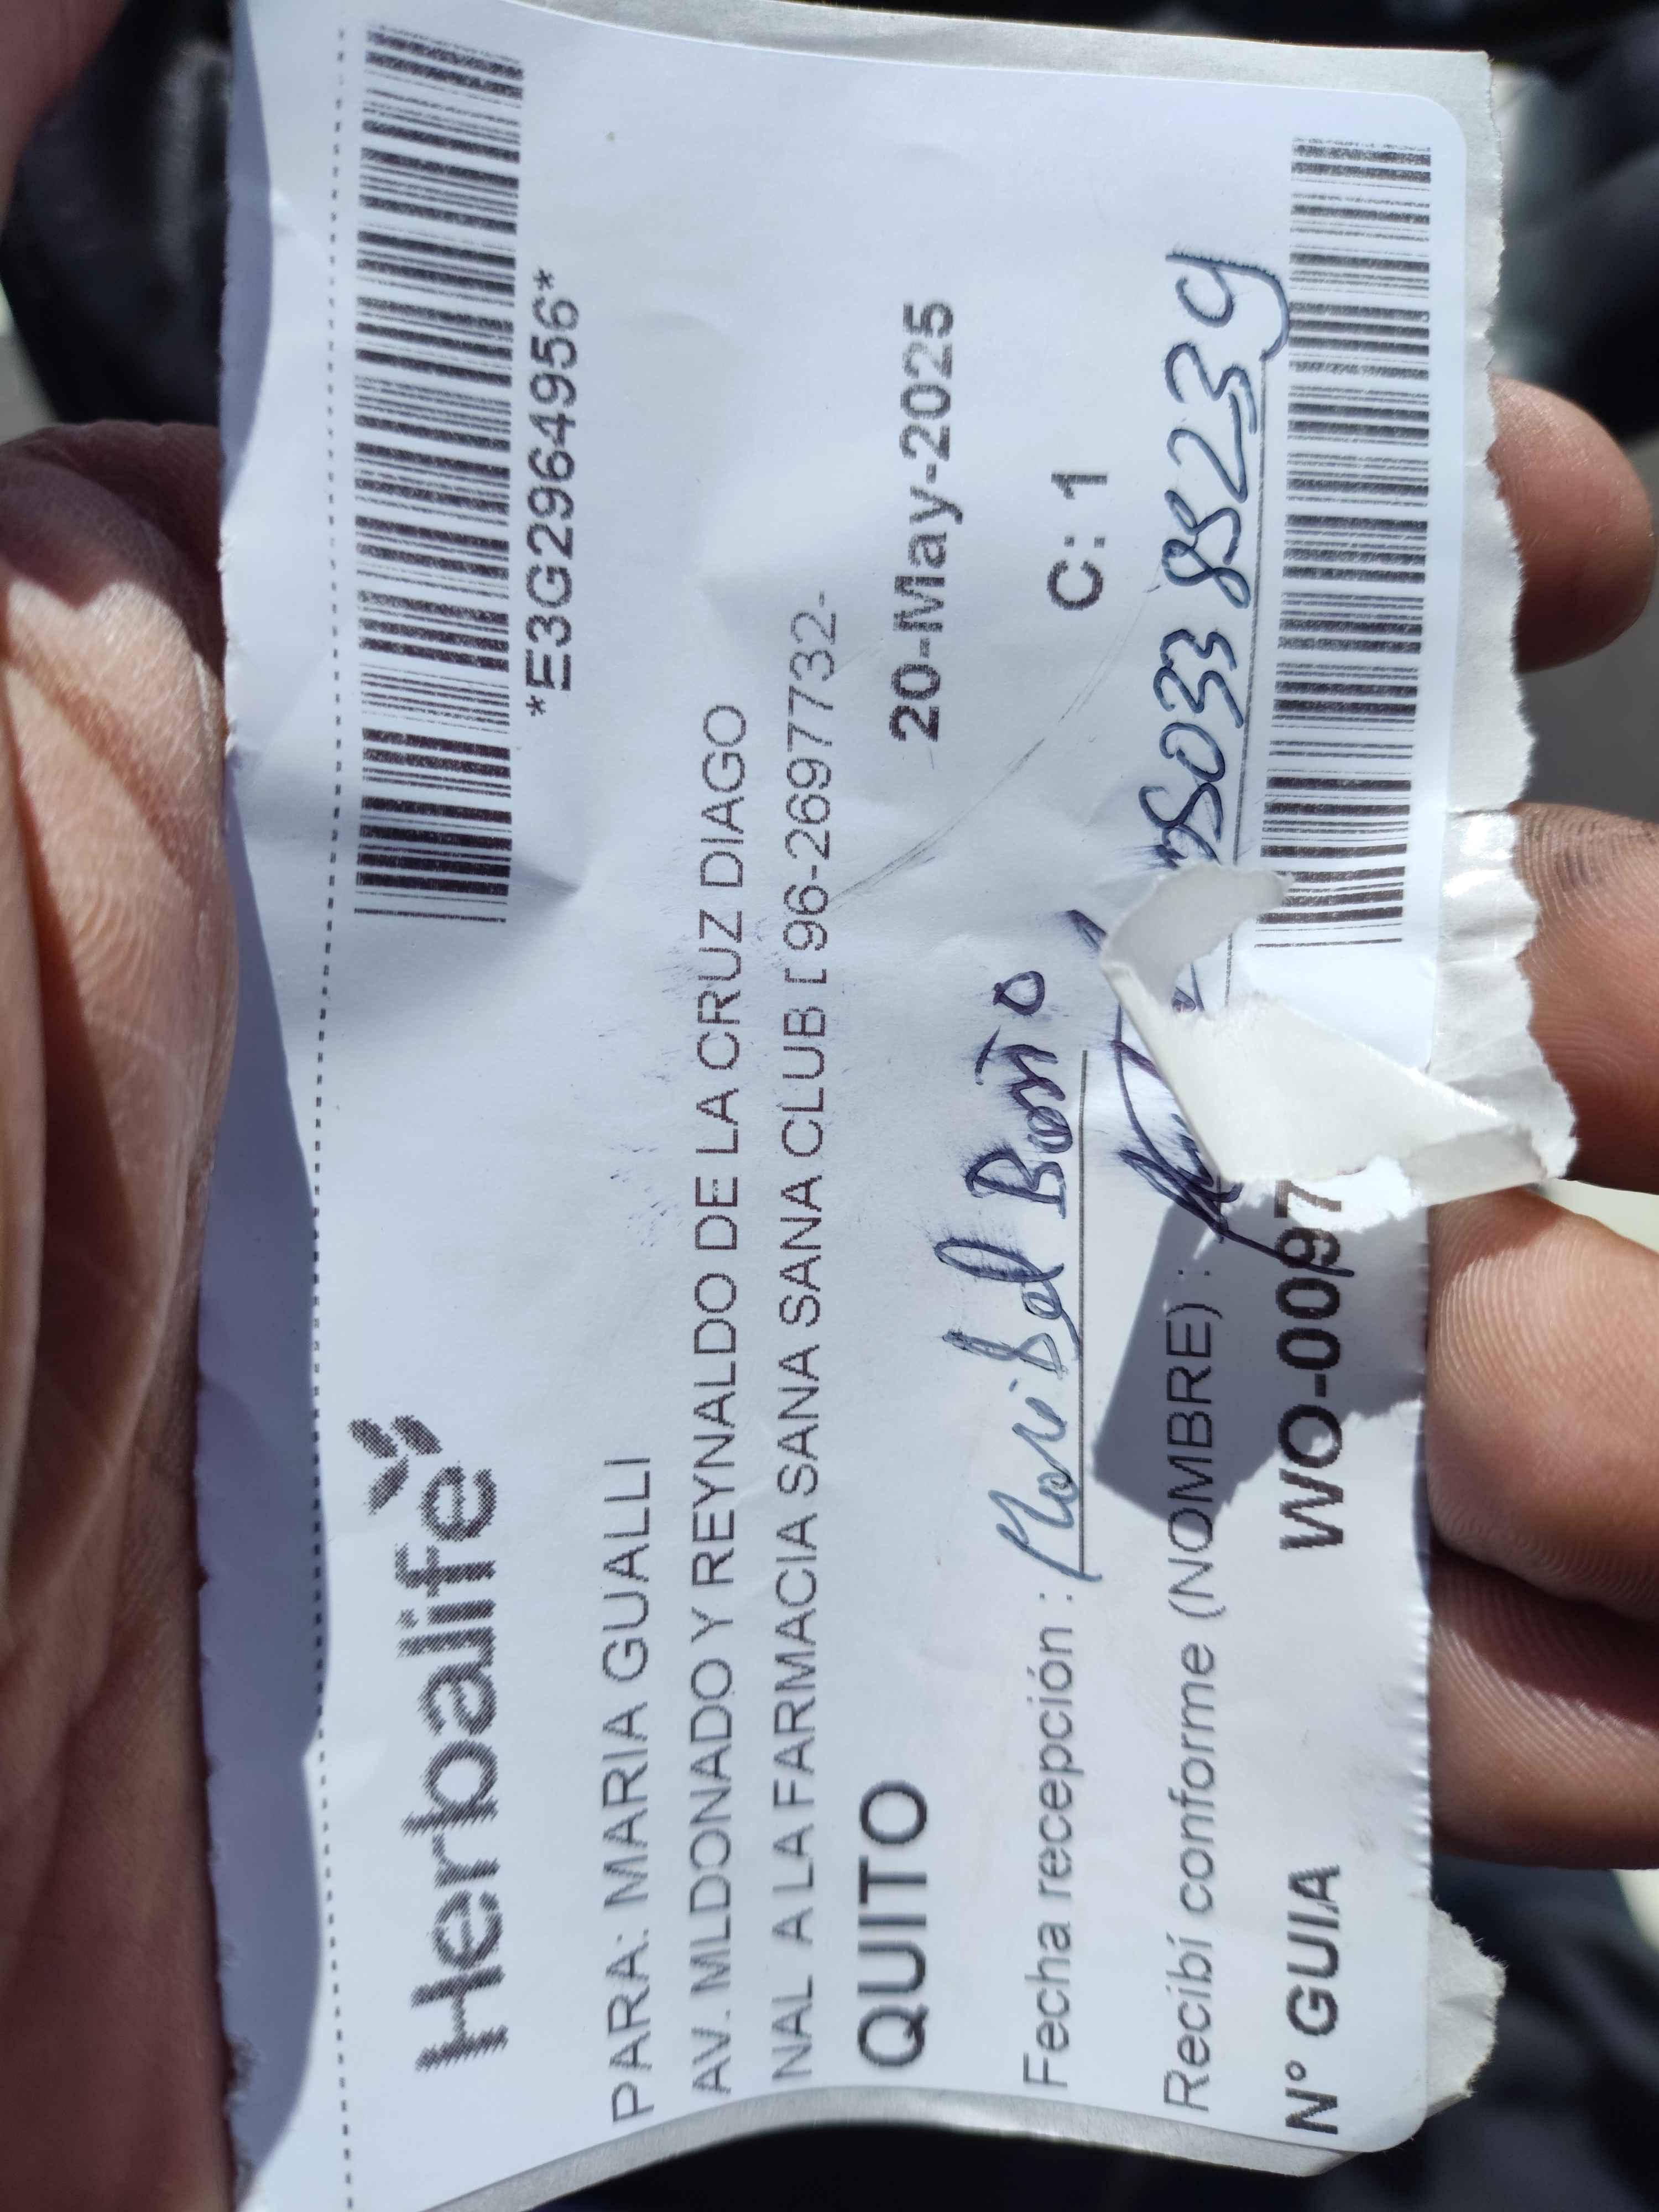 Herbalife
*E3G2964956*
PARA: MARIA GUALLI
AV. MLDONADO Y REYNALDO DE LA CRUZ DIAGO
NAL A LA FARMACIA SANA SANA CLUB [ 96-2697732-
QUITO 20-May-2025
Fecha recepción : Marisel
C: 1
Recibí conforme (NOMBRE) :
N° GUIA WO-0097